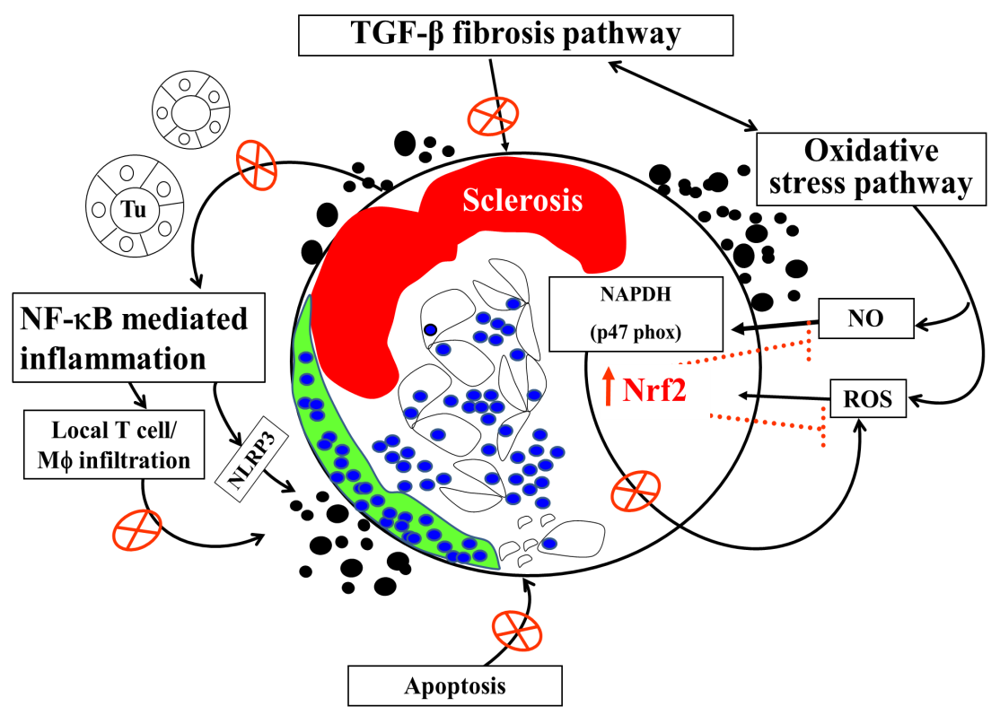 TGF-β fibrosis pathway
Oxidative
stress pathway
Sclerosis
Tu
NAPDH
(p47 phox)
NO
NF-κB mediated
inflammation
Nrf2
ROS
Local T cell/
Mϕ infiltration
NLRP3
Apoptosis